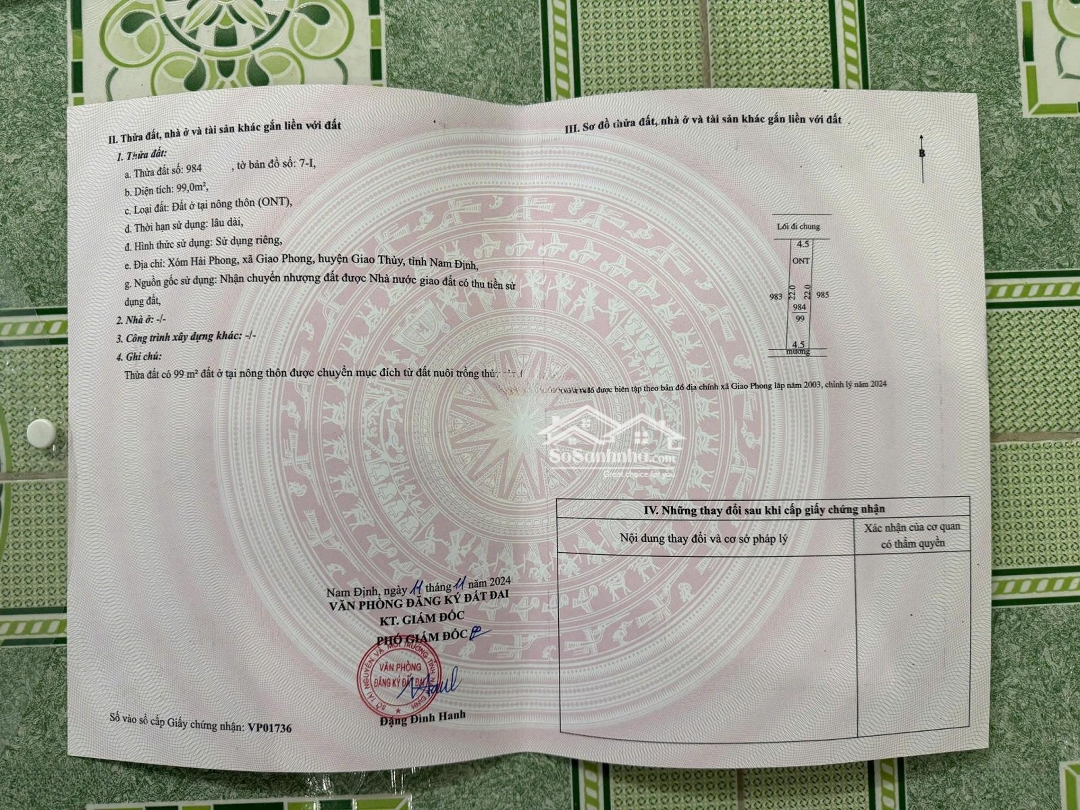 II. Thửa đất, nhà ở và tài sản khác gắn liền với đất
1. Thửa đất:
a. Thửa đất số: 984 , tờ bản đồ số: 7-I,
b. Diện tích: 99,0m²,
c. Loại đất: Đất ở tại nông thôn (ONT),
d. Thời hạn sử dụng: lâu dài,
đ. Hình thức sử dụng: Sử dụng riêng,
e. Địa chỉ: Xóm Hải Phong, xã Giao Phong, huyện Giao Thủy, tỉnh Nam Định,
g. Nguồn gốc sử dụng: Nhận chuyển nhượng đất được Nhà nước giao đất có thu tiền sử
dụng đất,
2. Nhà ở: -/-
3. Công trình xây dựng khác: -/-
4. Ghi chú:
Thửa đất có 99 m² đất ở tại nông thôn được chuyển mục đích từ đất nuôi trồng
Nam Định, ngày 11 tháng 11 năm 2024
VĂN PHÒNG ĐĂNG KÝ ĐẤT ĐAI
KT. GIÁM ĐỐC
PHÓ GIÁM ĐỐC
SỞ TÀI NGUYÊN VÀ MÔI TRƯỜNG TỈNH
VĂN PHÒNG
ĐĂNG KÝ ĐẤT ĐAI
Đặng Đình Hanh
Số vào sổ cấp Giấy chứng nhận: VP01736
III. Sơ đồ thửa đất, nhà ở và tài sản khác gắn liền với đất
B
Lối đi chung
4.5
ONT
983 22.0 22.0 985
984
99
4.5
mương
được biên tập theo bản đồ địa chính xã Giao Phong lập năm 2003, chỉnh lý năm 2024
SoSanhnha.com
Great choice for you
IV. Những thay đổi sau khi cấp giấy chứng nhận
Nội dung thay đổi và cơ sở pháp lý
Xác nhận của cơ quan
có thẩm quyền